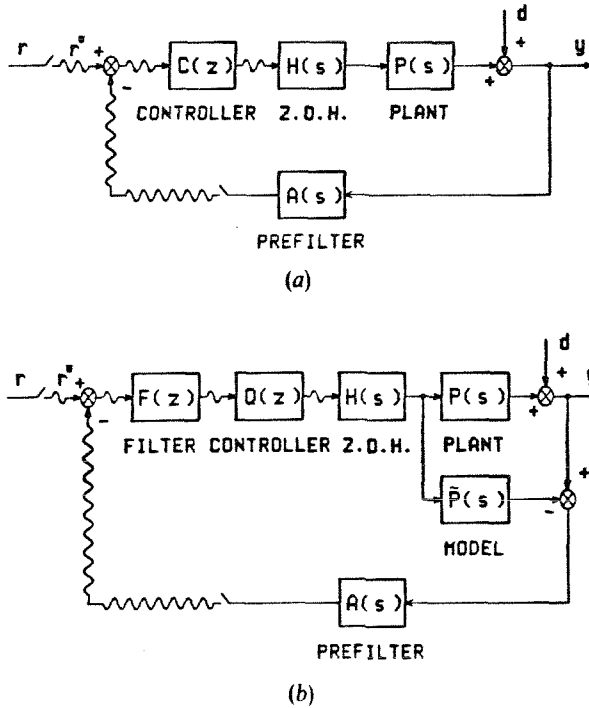 d
r r* + C(z) H(s) P(s) + + y
-
CONTROLLER Z.O.H. PLANT
A(s)
PREFILTER
(a)
d
r r* + F(z) Q(z) H(s) P(s) + +
-
FILTER CONTROLLER Z.O.H. PLANT
P̃(s) - +
MODEL
A(s)
PREFILTER
(b)